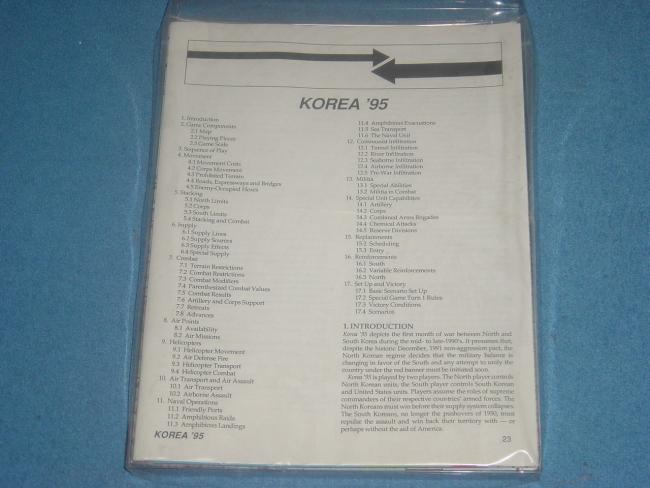 KOREA '95
1. Introduction
2. Game Components
2.1 Map
2.2 Playing Pieces
2.3 Game Scale
3. Sequence of Play
4. Movement
4.1 Movement Costs
4.2 Corps Movement
4.3 Prohibited Terrain
4.4 Roads, Expressways and Bridges
4.5 Enemy-Occupied Hexes
5. Stacking
5.1 North Limits
5.2 Corps
5.3 South Limits
5.4 Stacking and Combat
6. Supply
6.1 Supply Lines
6.2 Supply Sources
6.3 Supply Effects
6.4 Special Supply
7. Combat
7.1 Terrain Restrictions
7.2 Combat Restrictions
7.3 Combat Modifiers
7.4 Parenthesized Combat Values
7.5 Combat Results
7.6 Artillery and Corps Support
7.7 Retreats
7.8 Advances
8. Air Points
8.1 Availability
8.2 Air Missions
9. Helicopters
9.1 Helicopter Movement
9.2 Air Defense Fire
9.3 Helicopter Transport
9.4 Helicopter Combat
10. Air Transport and Air Assault
10.1 Air Transport
10.2 Airborne Assault
11. Naval Operations
11.1 Friendly Ports
11.2 Amphibious Raids
11.3 Amphibious Landings
11.4 Amphibious Evacuations
11.5 Sea Transport
11.6 The Naval Unit
12. Communist Infiltration
12.1 Tunnel Infiltration
12.2 River Infiltration
12.3 Seaborne Infiltration
12.4 Airborne Infiltration
12.5 Pre-War Infiltration
13. Militia
13.1 Special Abilities
13.2 Militia in Combat
14. Special Unit Capabilities
14.1 Artillery
14.2 Corps
14.3 Combined Arms Brigades
14.4 Chemical Attacks
14.5 Reserve Divisions
15. Replacements
15.2 Scheduling
15.3 Entry
16. Reinforcements
16.1 South
16.2 Variable Reinforcements
16.3 North
17. Set Up and Victory
17.1 Basic Scenario Set Up
17.2 Special Game Turn 1 Rules
17.3 Victory Conditions
17.4 Scenarios
1. INTRODUCTION
Korea '95 depicts the first month of war between North and
South Korea during the mid- to late-1990's. It presumes that,
despite the historic December, 1991 non-aggression pact, the
North Korean regime decides that the military balance is
changing in favor of the South and any attempt to unify the
country under the red banner must be initiated soon.
Korea '95 is played by two players. The North player controls
North Korean units, the South player controls South Korean
and United States units. Players assume the roles of supreme
commanders of their respective countries' armed forces. The
North Koreans must win before their supply system collapses.
The South Koreans, no longer the pushovers of 1950, must
repulse the assault and win back their territory with — or
perhaps without the aid of America.
KOREA '95
23